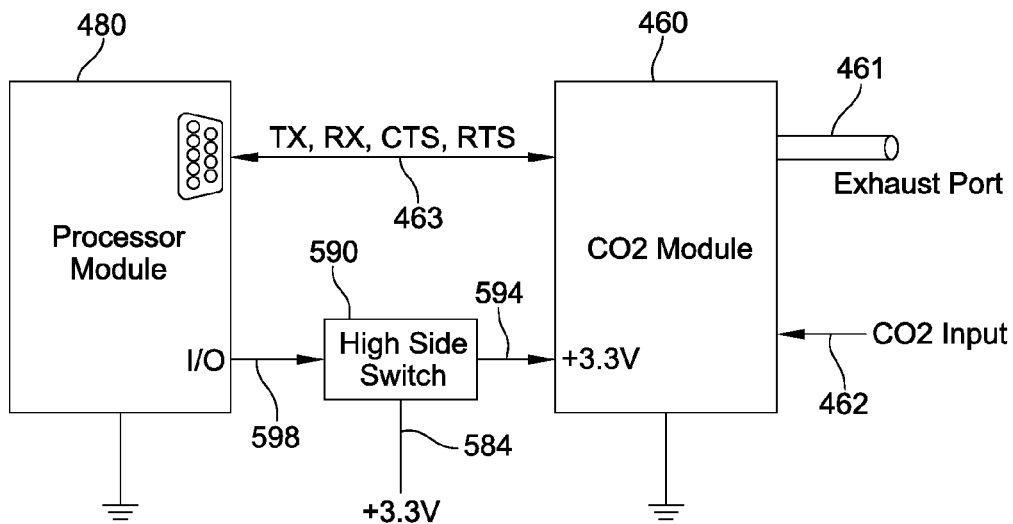 480
460
461
TX, RX, CTS, RTS
463
Exhaust Port
Processor
Module
CO2 Module
590
594
High Side
Switch
I/O
+3.3V
CO2 Input
598
584
462
+3.3V